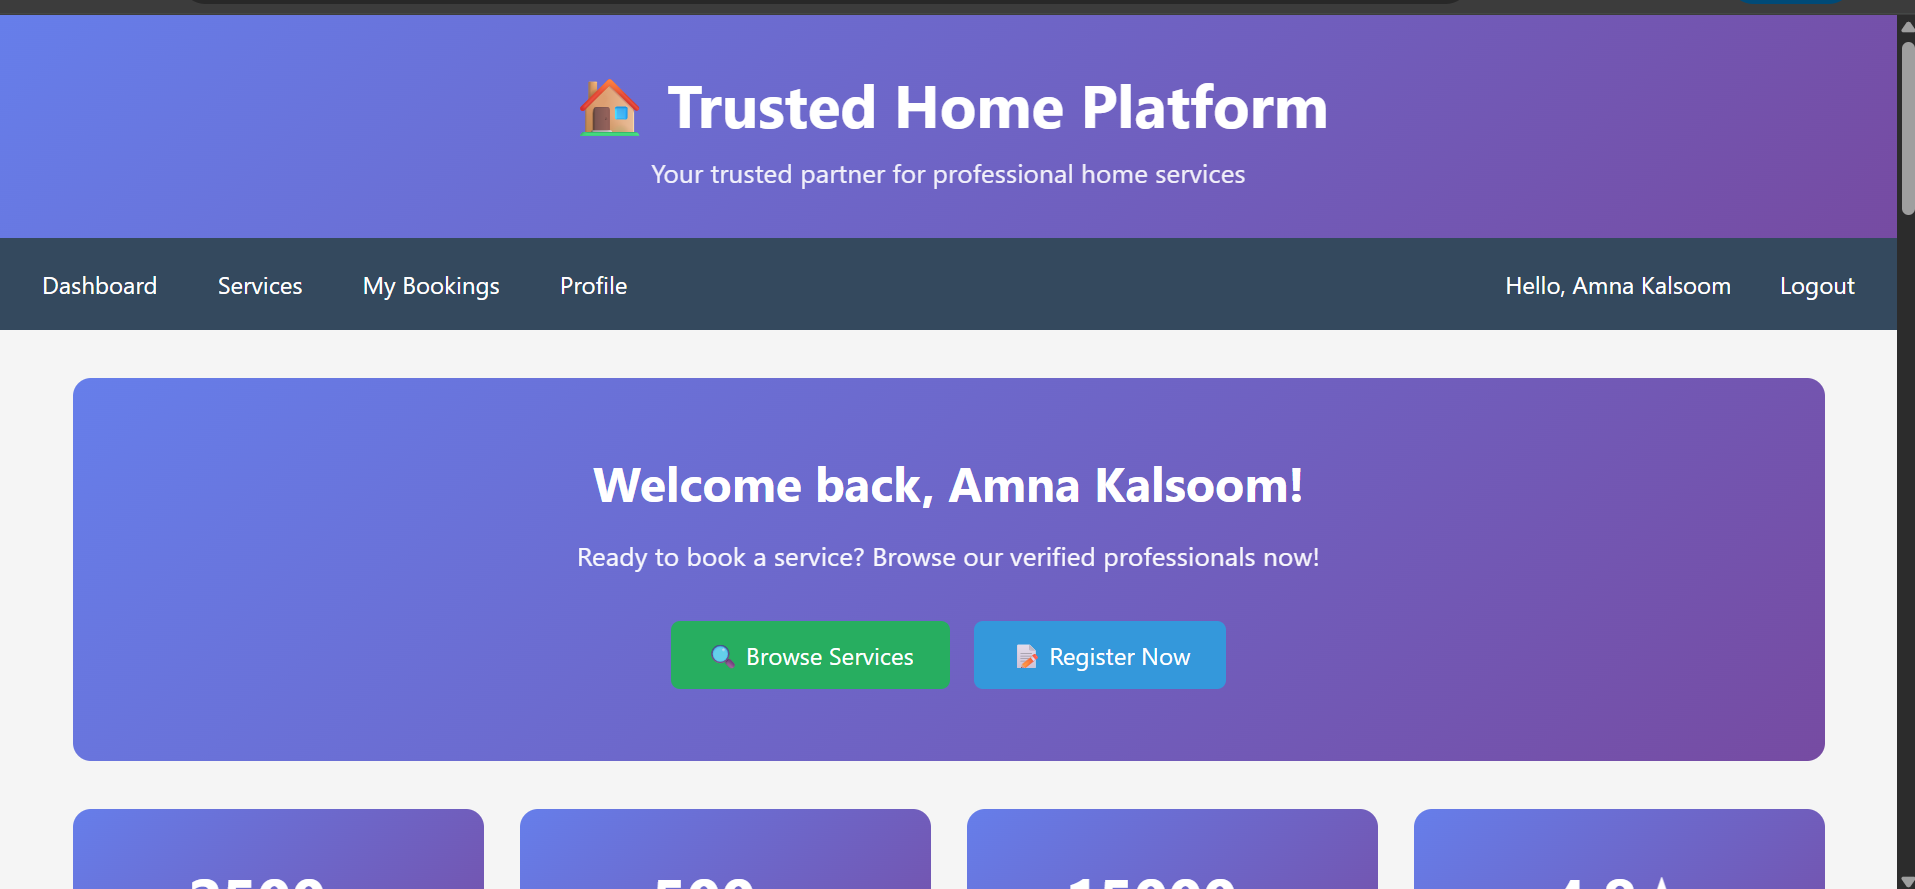 Trusted Home Platform
Your trusted partner for professional home services
Dashboard Services My Bookings Profile Hello, Amna Kalsoom Logout
Welcome back, Amna Kalsoom!
Ready to book a service? Browse our verified professionals now!
Browse Services Register Now